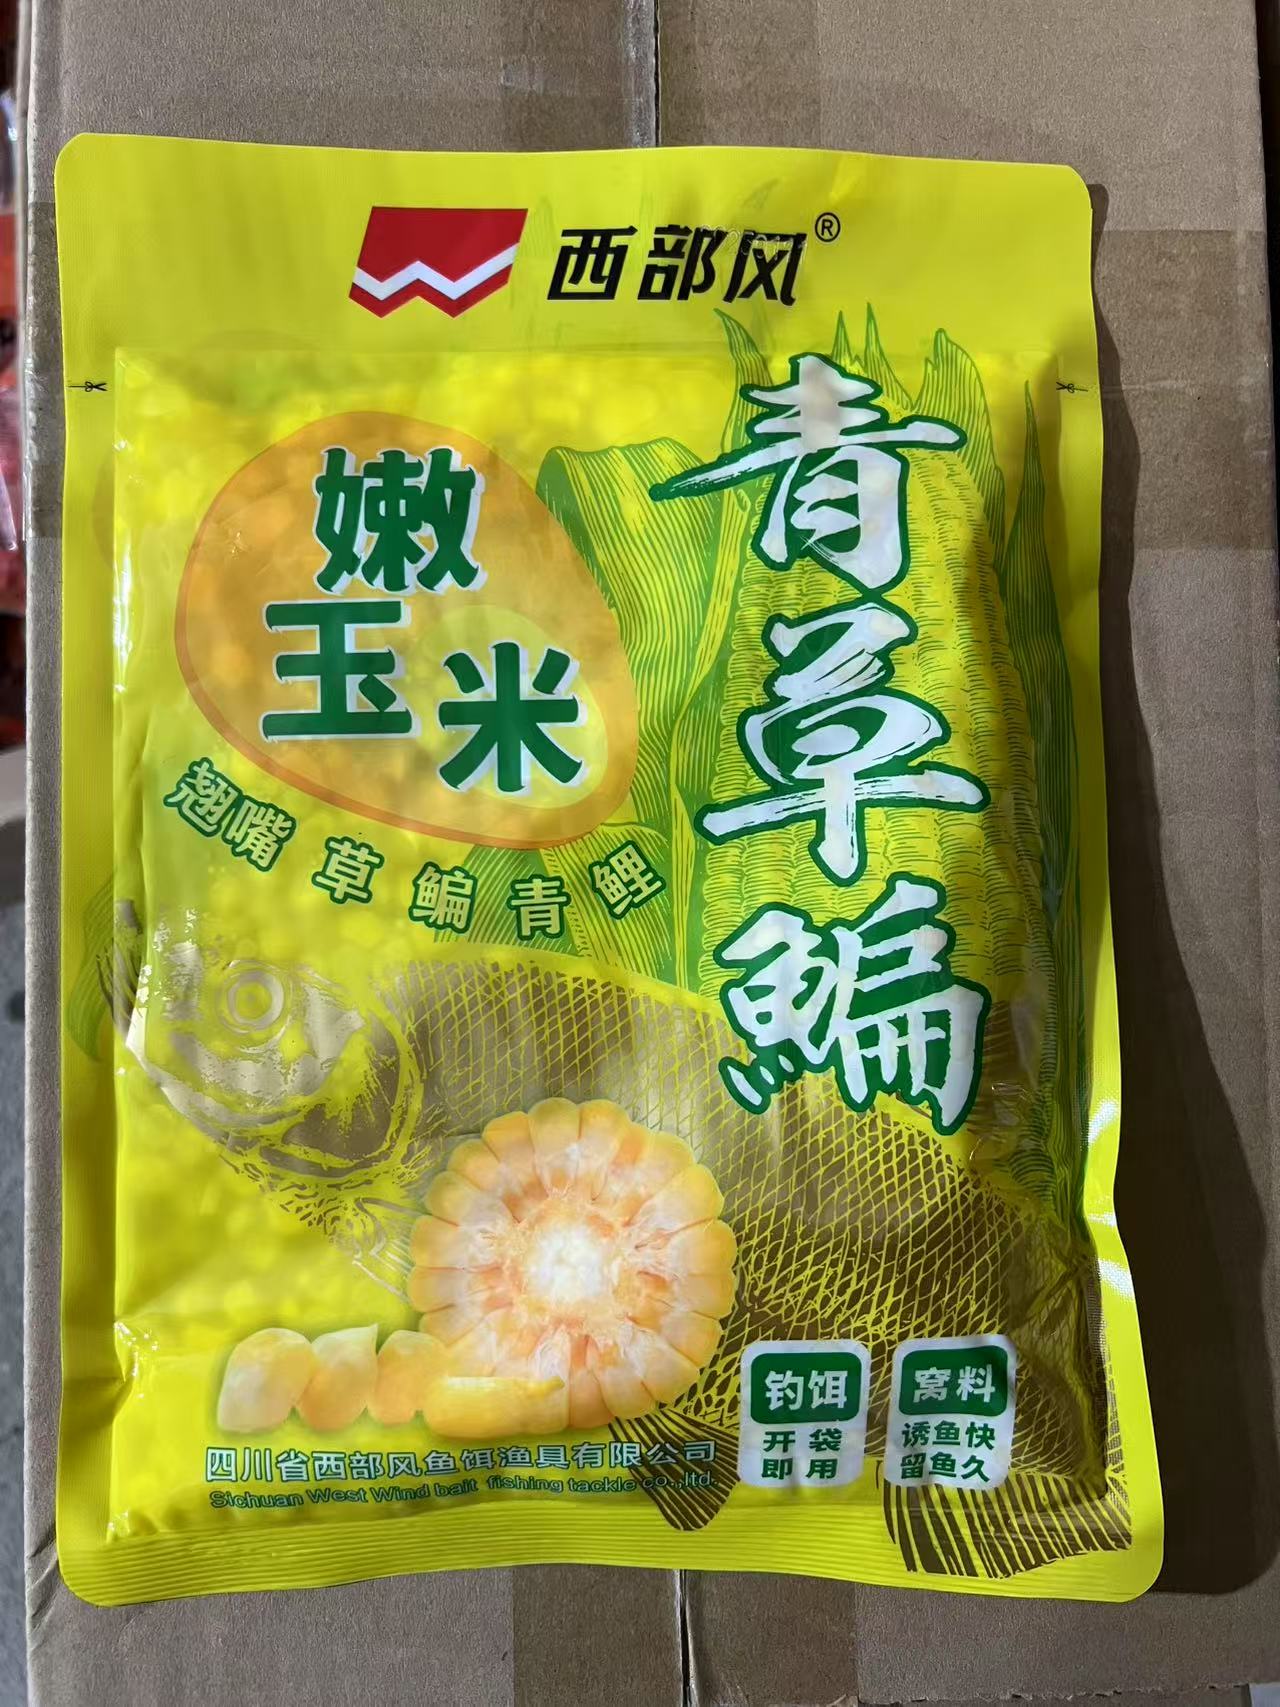 西部风®
青草鳊
嫩
玉米
翘嘴 草 鳊 青 鲤
钓饵
开袋
即用
窝料
诱鱼快
留鱼久
四川省西部风鱼饵渔具有限公司
Sichuan West Wind bait fishing tackle co.,ltd.